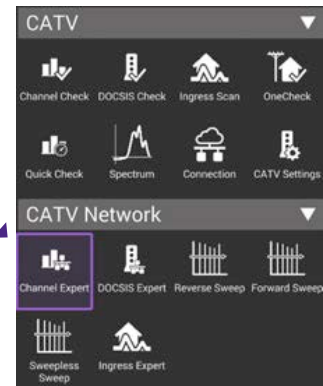 CATV
Channel Check DOCSIS Check Ingress Scan OneCheck
Quick Check Spectrum Connection CATV Settings
CATV Network
Channel Expert DOCSIS Expert Reverse Sweep Forward Sweep
Sweepless Sweep Ingress Expert